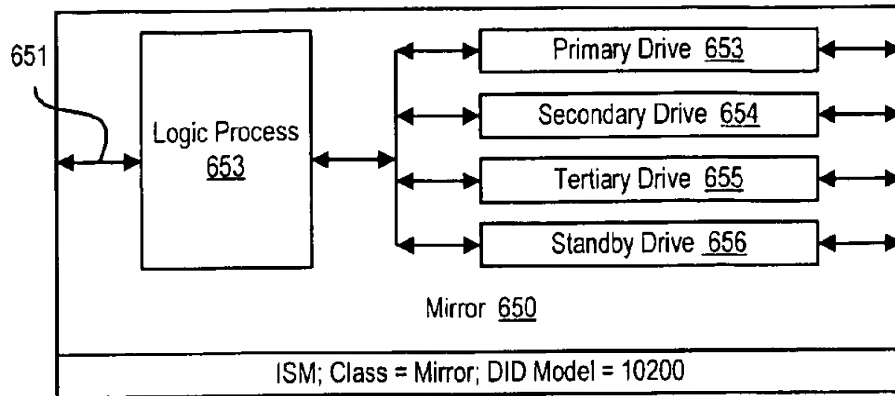 651
Logic Process
653
Primary Drive 653
Secondary Drive 654
Tertiary Drive 655
Standby Drive 656
Mirror 650
ISM; Class = Mirror; DID Model = 10200